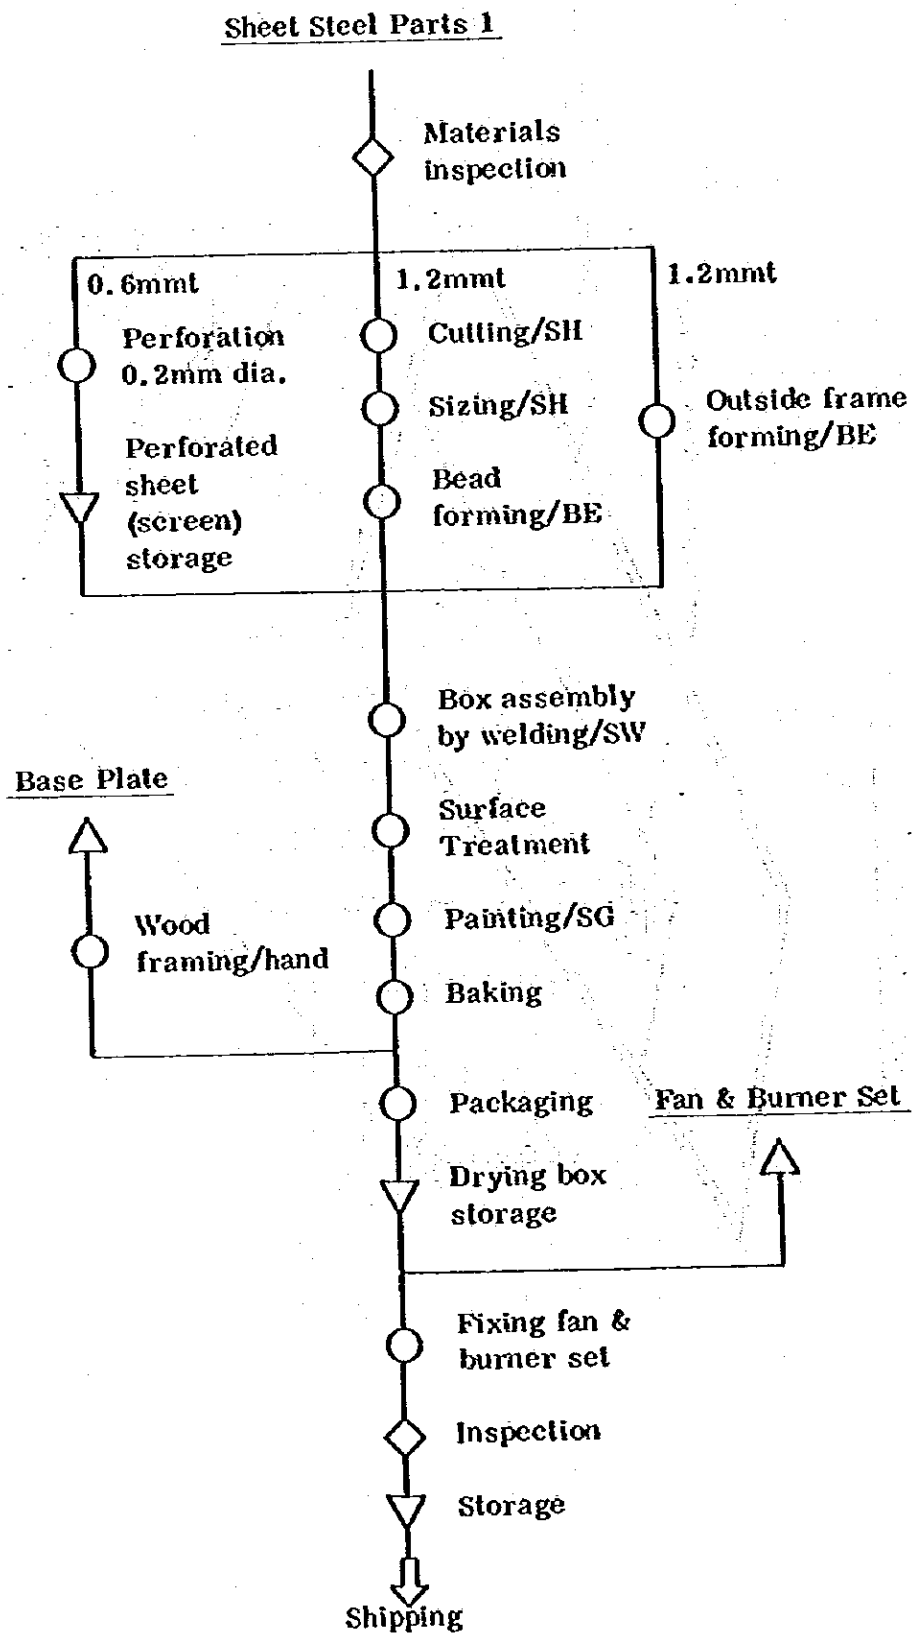 Sheet Steel Parts 1
Materials
inspection
0.6mmt
1.2mmt
1.2mmt
Perforation
0.2mm dia.
Cutting/SH
Sizing/SH
Outside frame
forming/BE
Perforated
sheet
(screen)
storage
Bead
forming/BE
Box assembly
by welding/SW
Base Plate
Surface
Treatment
Wood
framing/hand
Painting/SG
Baking
Packaging
Fan & Burner Set
Drying box
storage
Fixing fan &
burner set
Inspection
Storage
Shipping